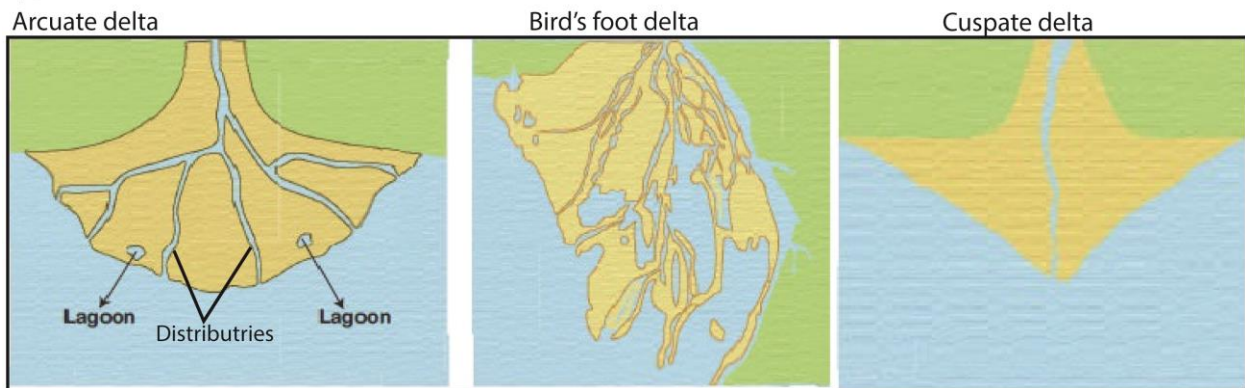 Arcuate delta
Bird's foot delta
Cuspate delta
Lagoon
Lagoon
Distributries